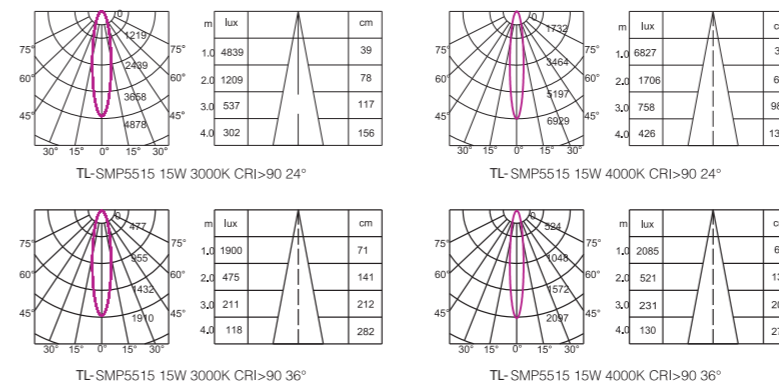 0
1219
2439
3658
4878
75° 75°
60° 60°
45° 45°
30° 15° 0° 15° 30°
m lux cm
1.0 4839 39
2.0 1209 78
3.0 537 117
4.0 302 156
TL-SMP5515 15W 3000K CRI>90 24°
1732
3464
5197
6929
75° 75°
60° 60°
45° 45°
30° 15° 0° 15° 30°
m lux
1.0 6827
2.0 1706
3.0 758
4.0 426
TL-SMP5515 15W 4000K CRI>90 24°
0
477
955
1432
1910
75° 75°
60° 60°
45° 45°
30° 15° 0° 15° 30°
m lux cm
1.0 1900 71
2.0 475 141
3.0 211 212
4.0 118 282
TL-SMP5515 15W 3000K CRI>90 36°
0
524
1048
1572
2097
75° 75°
60° 60°
45° 45°
30° 15° 0° 15° 30°
m lux
1.0 2085
2.0 521
3.0 231
4.0 130
TL-SMP5515 15W 4000K CRI>90 36°